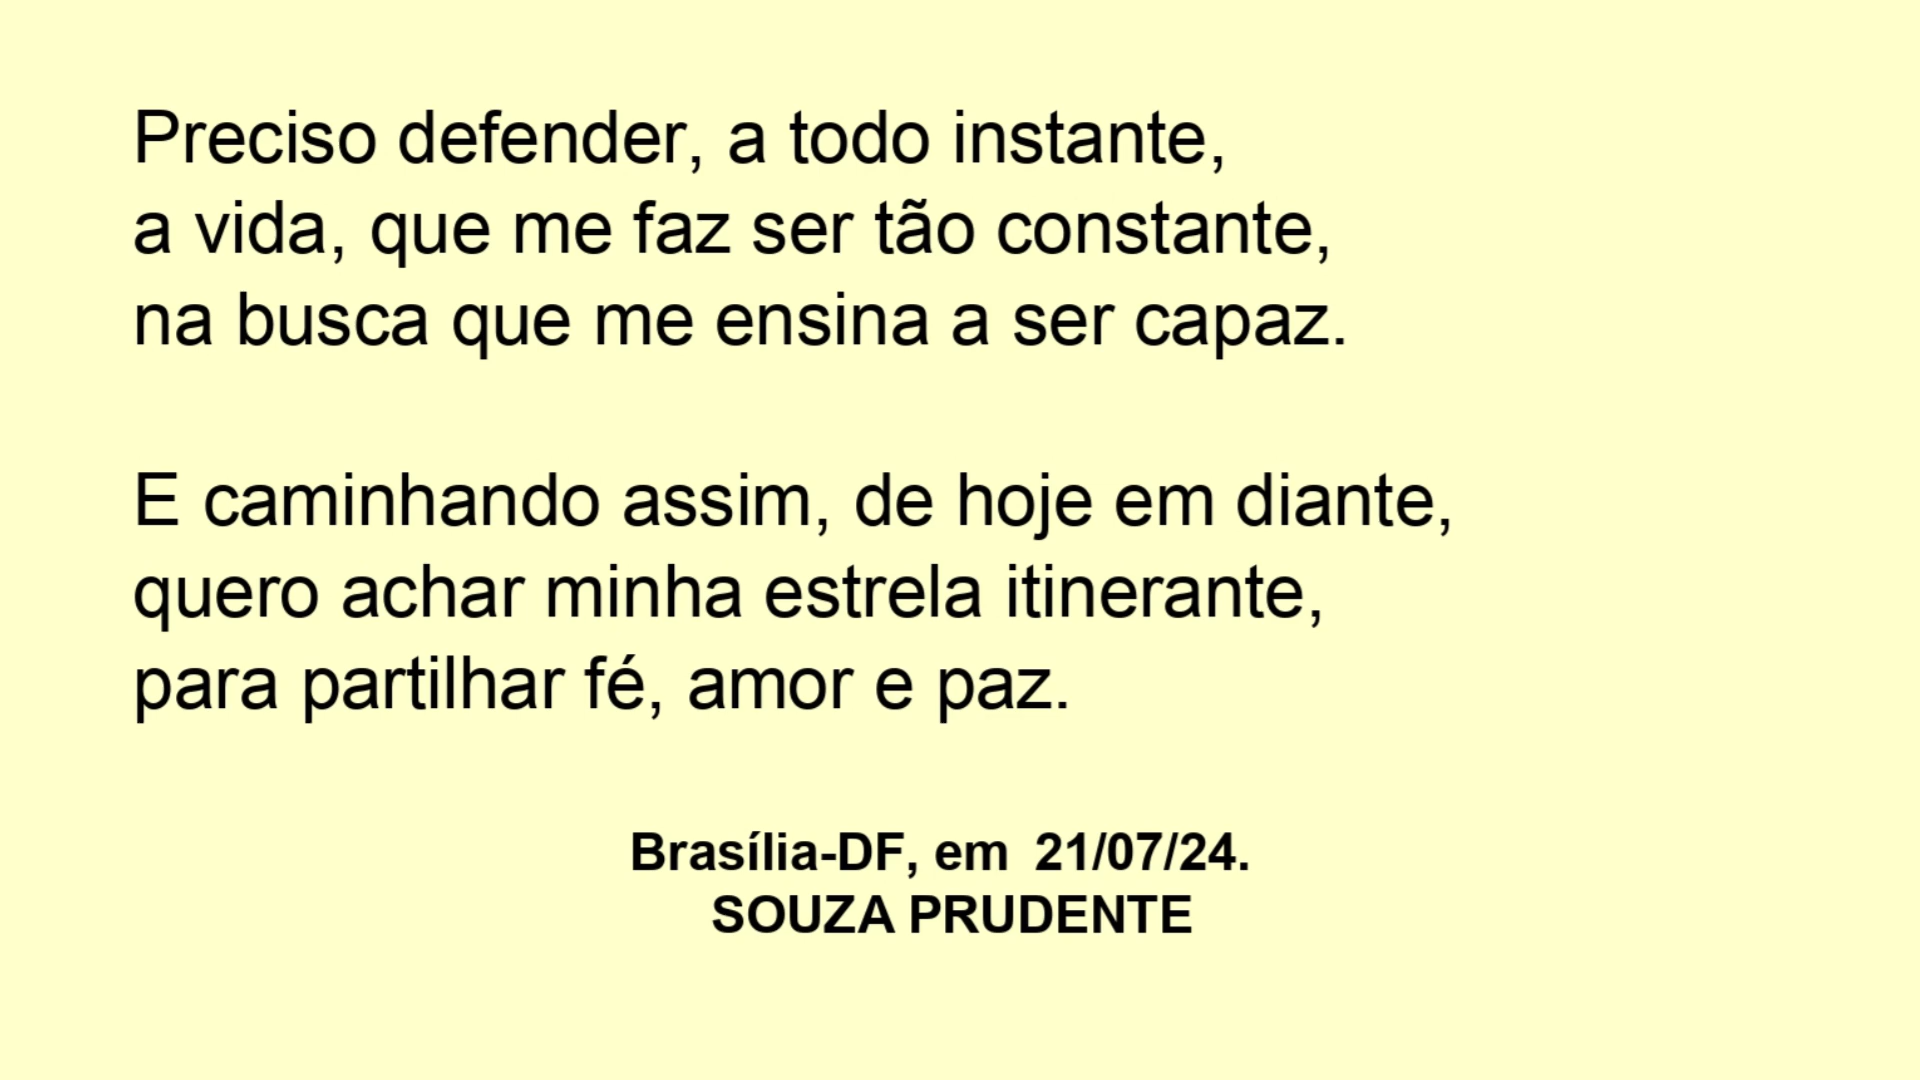 Preciso defender, a todo instante,
a vida, que me faz ser tão constante,
na busca que me ensina a ser capaz.
E caminhando assim, de hoje em diante,
quero achar minha estrela itinerante,
para partilhar fé, amor e paz.
Brasília-DF, em 21/07/24.
SOUZA PRUDENTE